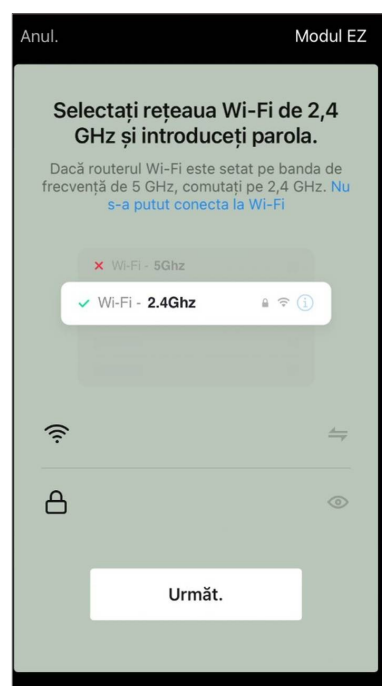 Anul. Modul EZ
Selectați rețeaua Wi-Fi de 2,4
GHz și introduceți parola.
Dacă routerul Wi-Fi este setat pe banda de
frecvență de 5 GHz, comutați pe 2,4 GHz. Nu
s-a putut conecta la Wi-Fi
Wi-Fi - 5Ghz
Wi-Fi - 2.4Ghz
Următ.